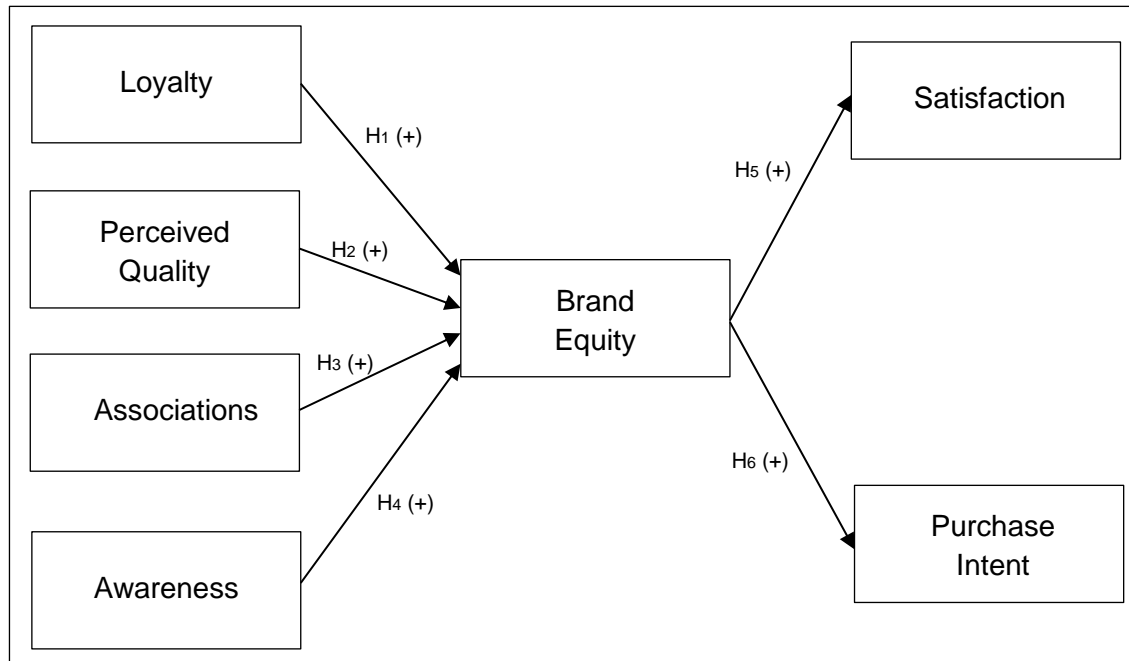 Loyalty
H1 (+)
Perceived
Quality
H2 (+)
Associations
H3 (+)
Awareness
H4 (+)
Brand
Equity
H5 (+)
Satisfaction
H6 (+)
Purchase
Intent